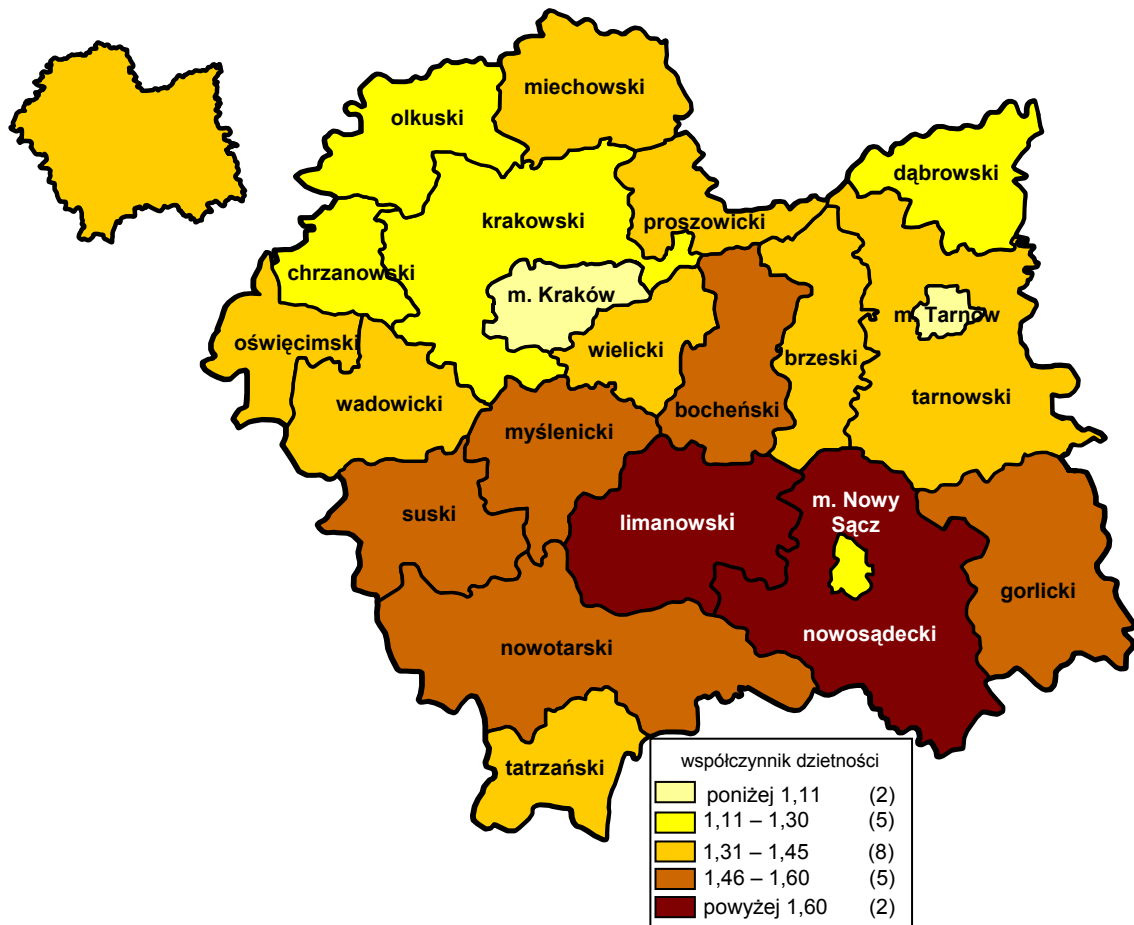 miechowski
olkuski
dąbrowski
krakowski
proszowicki
chrzanowski
m. Kraków
m. Tarnów
oświęcimski
wielicki
brzeski
wadowicki
bocheński
tarnowski
myślenicki
m. Nowy
Sącz
suski
limanowski
gorlicki
nowosądecki
nowotarski
tatrzański
współczynnik dzietności
poniżej 1,11 (2)
1,11 – 1,30 (5)
1,31 – 1,45 (8)
1,46 – 1,60 (5)
powyżej 1,60 (2)